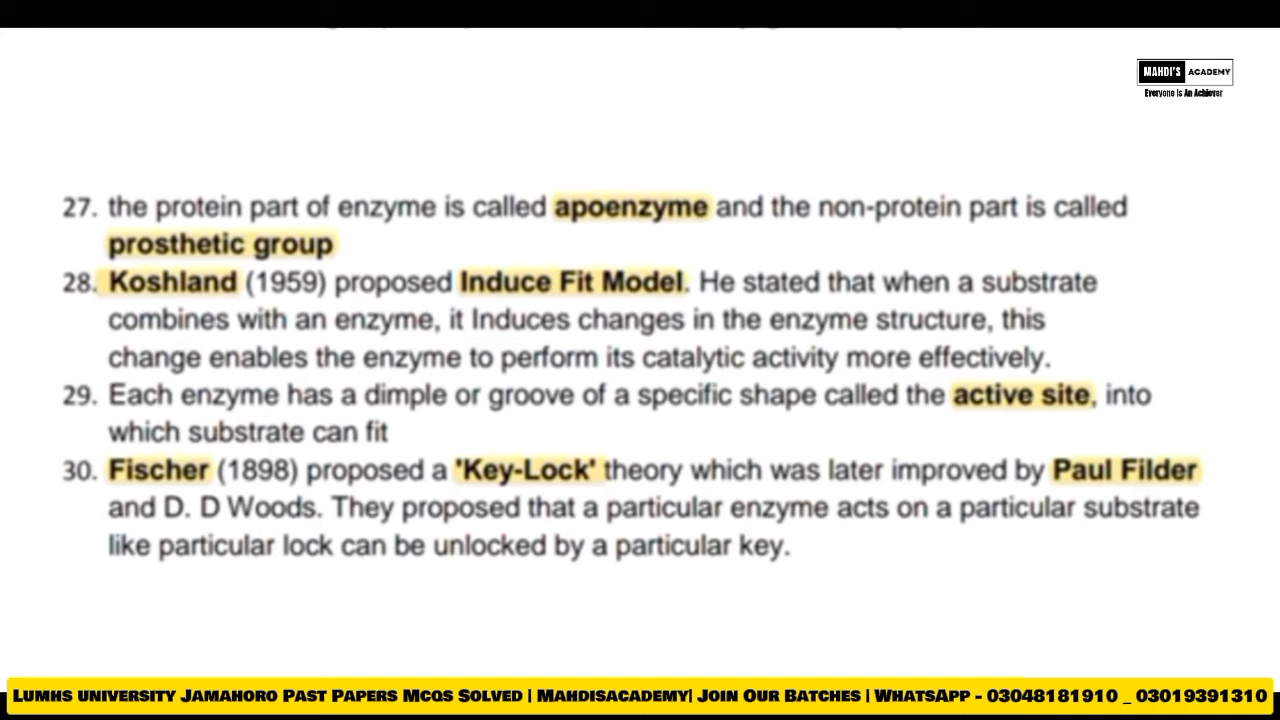 MAHDI'S ACADEMY
Everyone Is An Achiever
27. the protein part of enzyme is called apoenzyme and the non-protein part is called
prosthetic group
28. Koshland (1959) proposed Induce Fit Model. He stated that when a substrate
combines with an enzyme, it Induces changes in the enzyme structure, this
change enables the enzyme to perform its catalytic activity more effectively.
29. Each enzyme has a dimple or groove of a specific shape called the active site, into
which substrate can fit
30. Fischer (1898) proposed a 'Key-Lock' theory which was later improved by Paul Filder
and D. D Woods. They proposed that a particular enzyme acts on a particular substrate
like particular lock can be unlocked by a particular key.
Lumhs university Jamahoro Past Papers Mcqs Solved | Mahdisacademy| Join Our Batches | WhatsApp - 03048181910 _ 03019391310